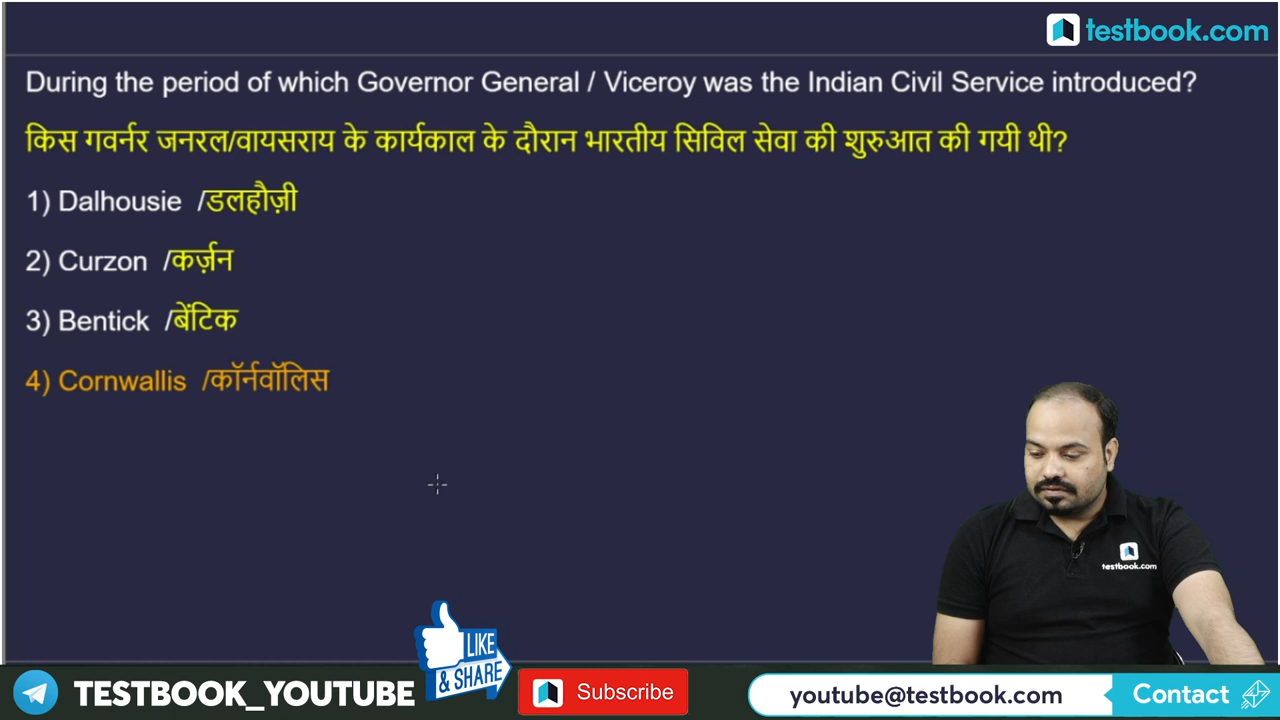 testbook.com
During the period of which Governor General / Viceroy was the Indian Civil Service introduced?
किस गवर्नर जनरल/वायसराय के कार्यकाल के दौरान भारतीय सिविल सेवा की शुरुआत की गयी थी?
1) Dalhousie /डलहौज़ी
2) Curzon /कर्ज़न
3) Bentick /बेंटिक
4) Cornwallis /कॉर्नवॉलिस
testbook.com
LIKE
& SHARE
TESTBOOK_YOUTUBE
Subscribe
youtube@testbook.com
Contact